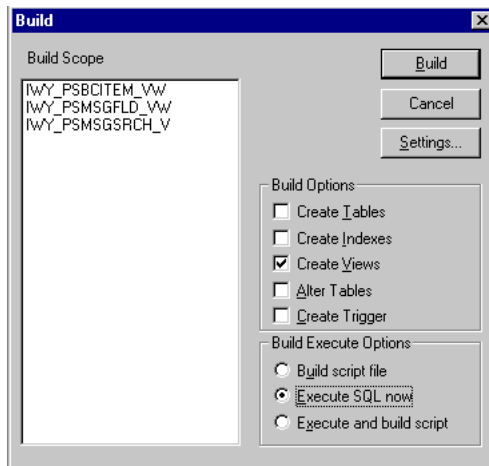 Build
Build Scope
IWY_PSBCITEM_VW
IWY_PSMSGFLD_VW
IWY_PSMSGSRCH_V
Build
Cancel
Settings...
Build Options
Create Tables
Create Indexes
Create Views
Alter Tables
Create Trigger
Build Execute Options
Build script file
Execute SQL now
Execute and build script